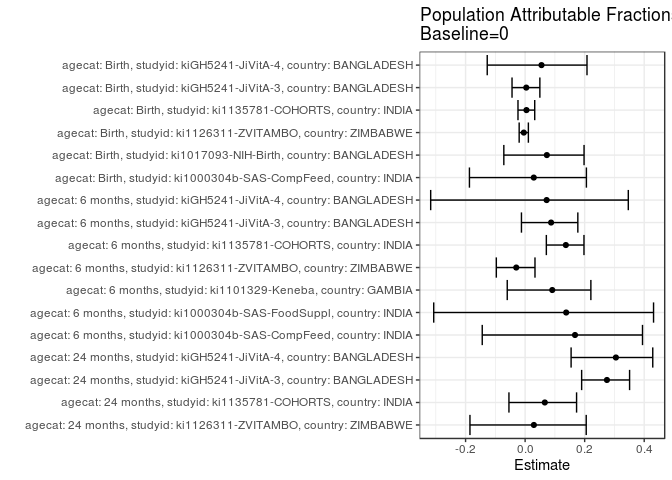 Population Attributable Fraction
Baseline=0
agecat: Birth, studyid: kiGH5241-JiVitA-4, country: BANGLADESH
agecat: Birth, studyid: kiGH5241-JiVitA-3, country: BANGLADESH
agecat: Birth, studyid: ki1135781-COHORTS, country: INDIA
agecat: Birth, studyid: ki1126311-ZVITAMBO, country: ZIMBABWE
agecat: Birth, studyid: ki1017093-NIH-Birth, country: BANGLADESH
agecat: Birth, studyid: ki1000304b-SAS-CompFeed, country: INDIA
agecat: 6 months, studyid: kiGH5241-JiVitA-4, country: BANGLADESH
agecat: 6 months, studyid: kiGH5241-JiVitA-3, country: BANGLADESH
agecat: 6 months, studyid: ki1135781-COHORTS, country: INDIA
agecat: 6 months, studyid: ki1126311-ZVITAMBO, country: ZIMBABWE
agecat: 6 months, studyid: ki1101329-Keneba, country: GAMBIA
agecat: 6 months, studyid: ki1000304b-SAS-FoodSuppl, country: INDIA
agecat: 6 months, studyid: ki1000304b-SAS-CompFeed, country: INDIA
agecat: 24 months, studyid: kiGH5241-JiVitA-4, country: BANGLADESH
agecat: 24 months, studyid: kiGH5241-JiVitA-3, country: BANGLADESH
agecat: 24 months, studyid: ki1135781-COHORTS, country: INDIA
agecat: 24 months, studyid: ki1126311-ZVITAMBO, country: ZIMBABWE
-0.2 0.0 0.2 0.4
Estimate